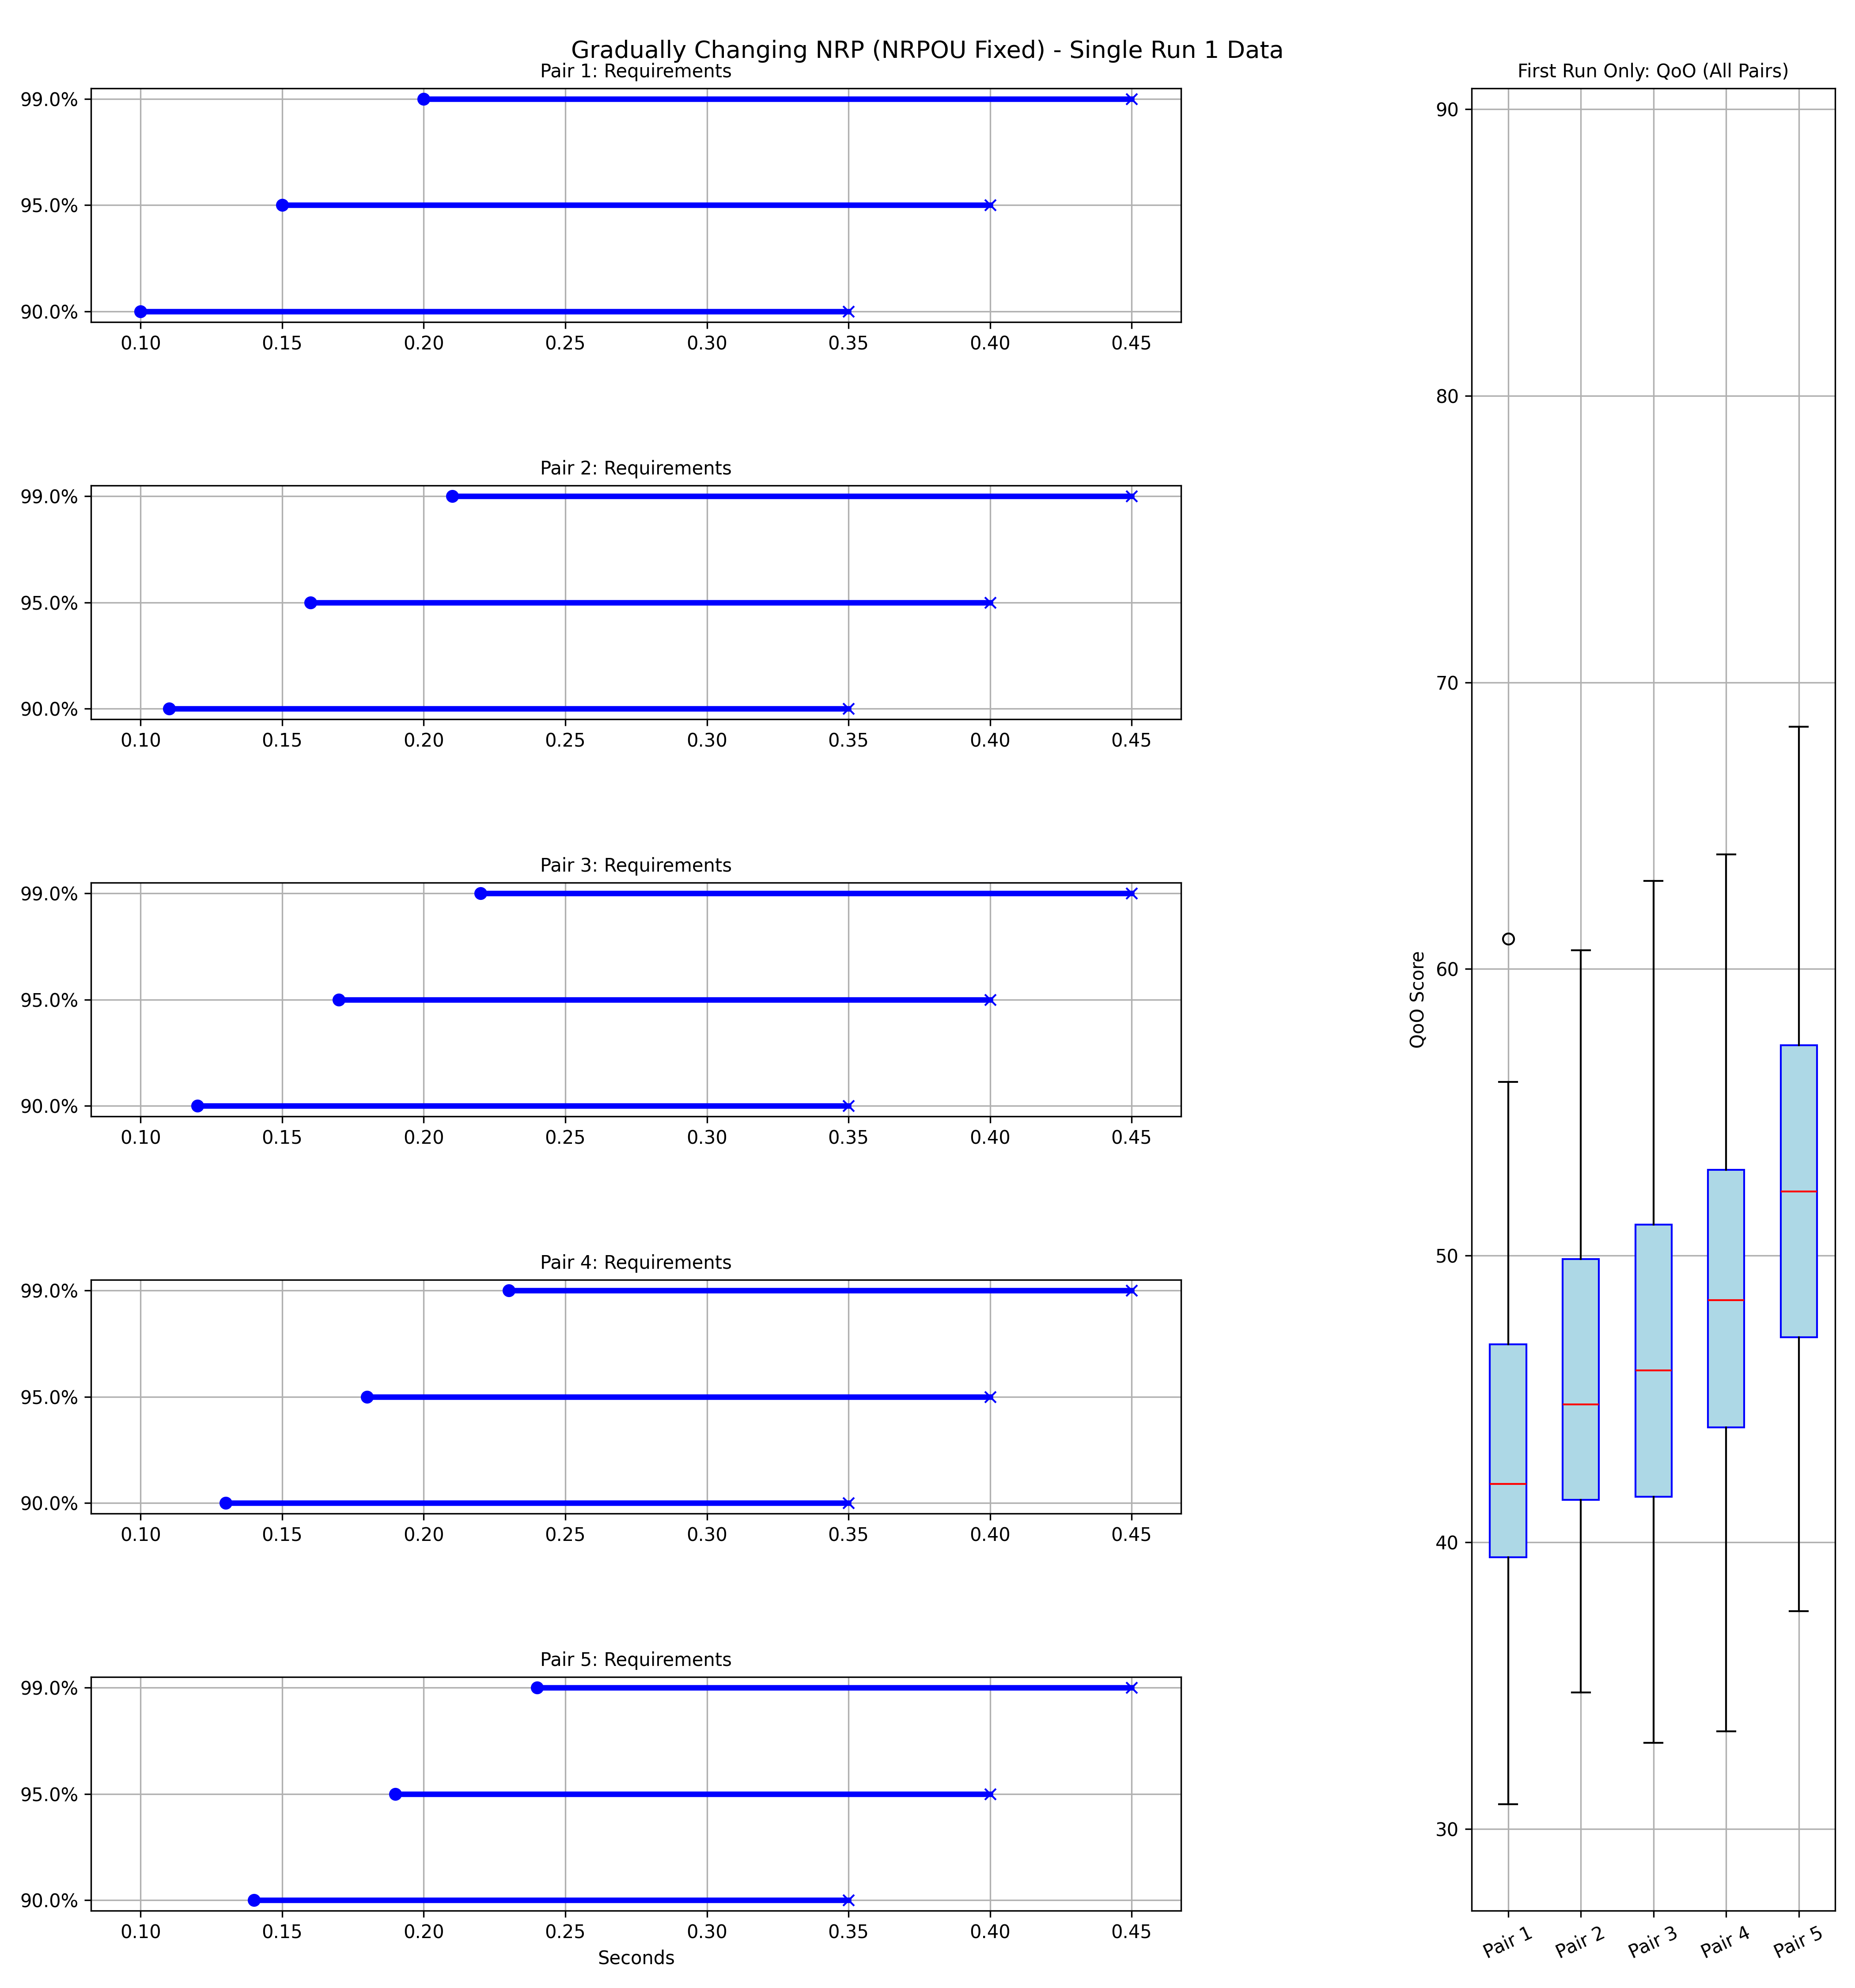 Gradually Changing NRP (NRPOU Fixed) - Single Run 1 Data
Pair 1: Requirements
99.0%
95.0%
90.0%
0.10 0.15 0.20 0.25 0.30 0.35 0.40 0.45
Pair 2: Requirements
99.0%
95.0%
90.0%
0.10 0.15 0.20 0.25 0.30 0.35 0.40 0.45
Pair 3: Requirements
99.0%
95.0%
90.0%
0.10 0.15 0.20 0.25 0.30 0.35 0.40 0.45
Pair 4: Requirements
99.0%
95.0%
90.0%
0.10 0.15 0.20 0.25 0.30 0.35 0.40 0.45
Pair 5: Requirements
99.0%
95.0%
90.0%
0.10 0.15 0.20 0.25 0.30 0.35 0.40 0.45
Seconds
First Run Only: QoO (All Pairs)
QoO Score
90
80
70
60
50
40
30
Pair 1 Pair 2 Pair 3 Pair 4 Pair 5